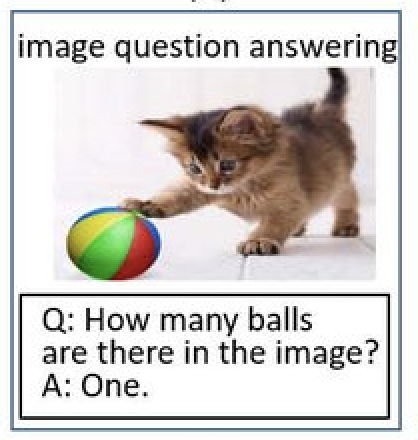 image question answering
Q: How many balls
are there in the image?
A: One.